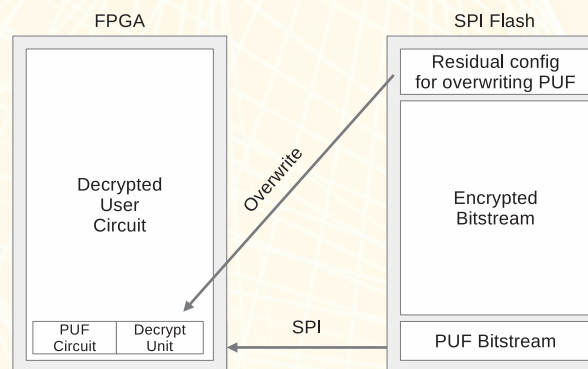 FPGA
SPI Flash
Residual config
for overwriting PUF
Overwrite
Decrypted
User
Circuit
Encrypted
Bitstream
PUF
Circuit
Decrypt
Unit
SPI
PUF Bitstream